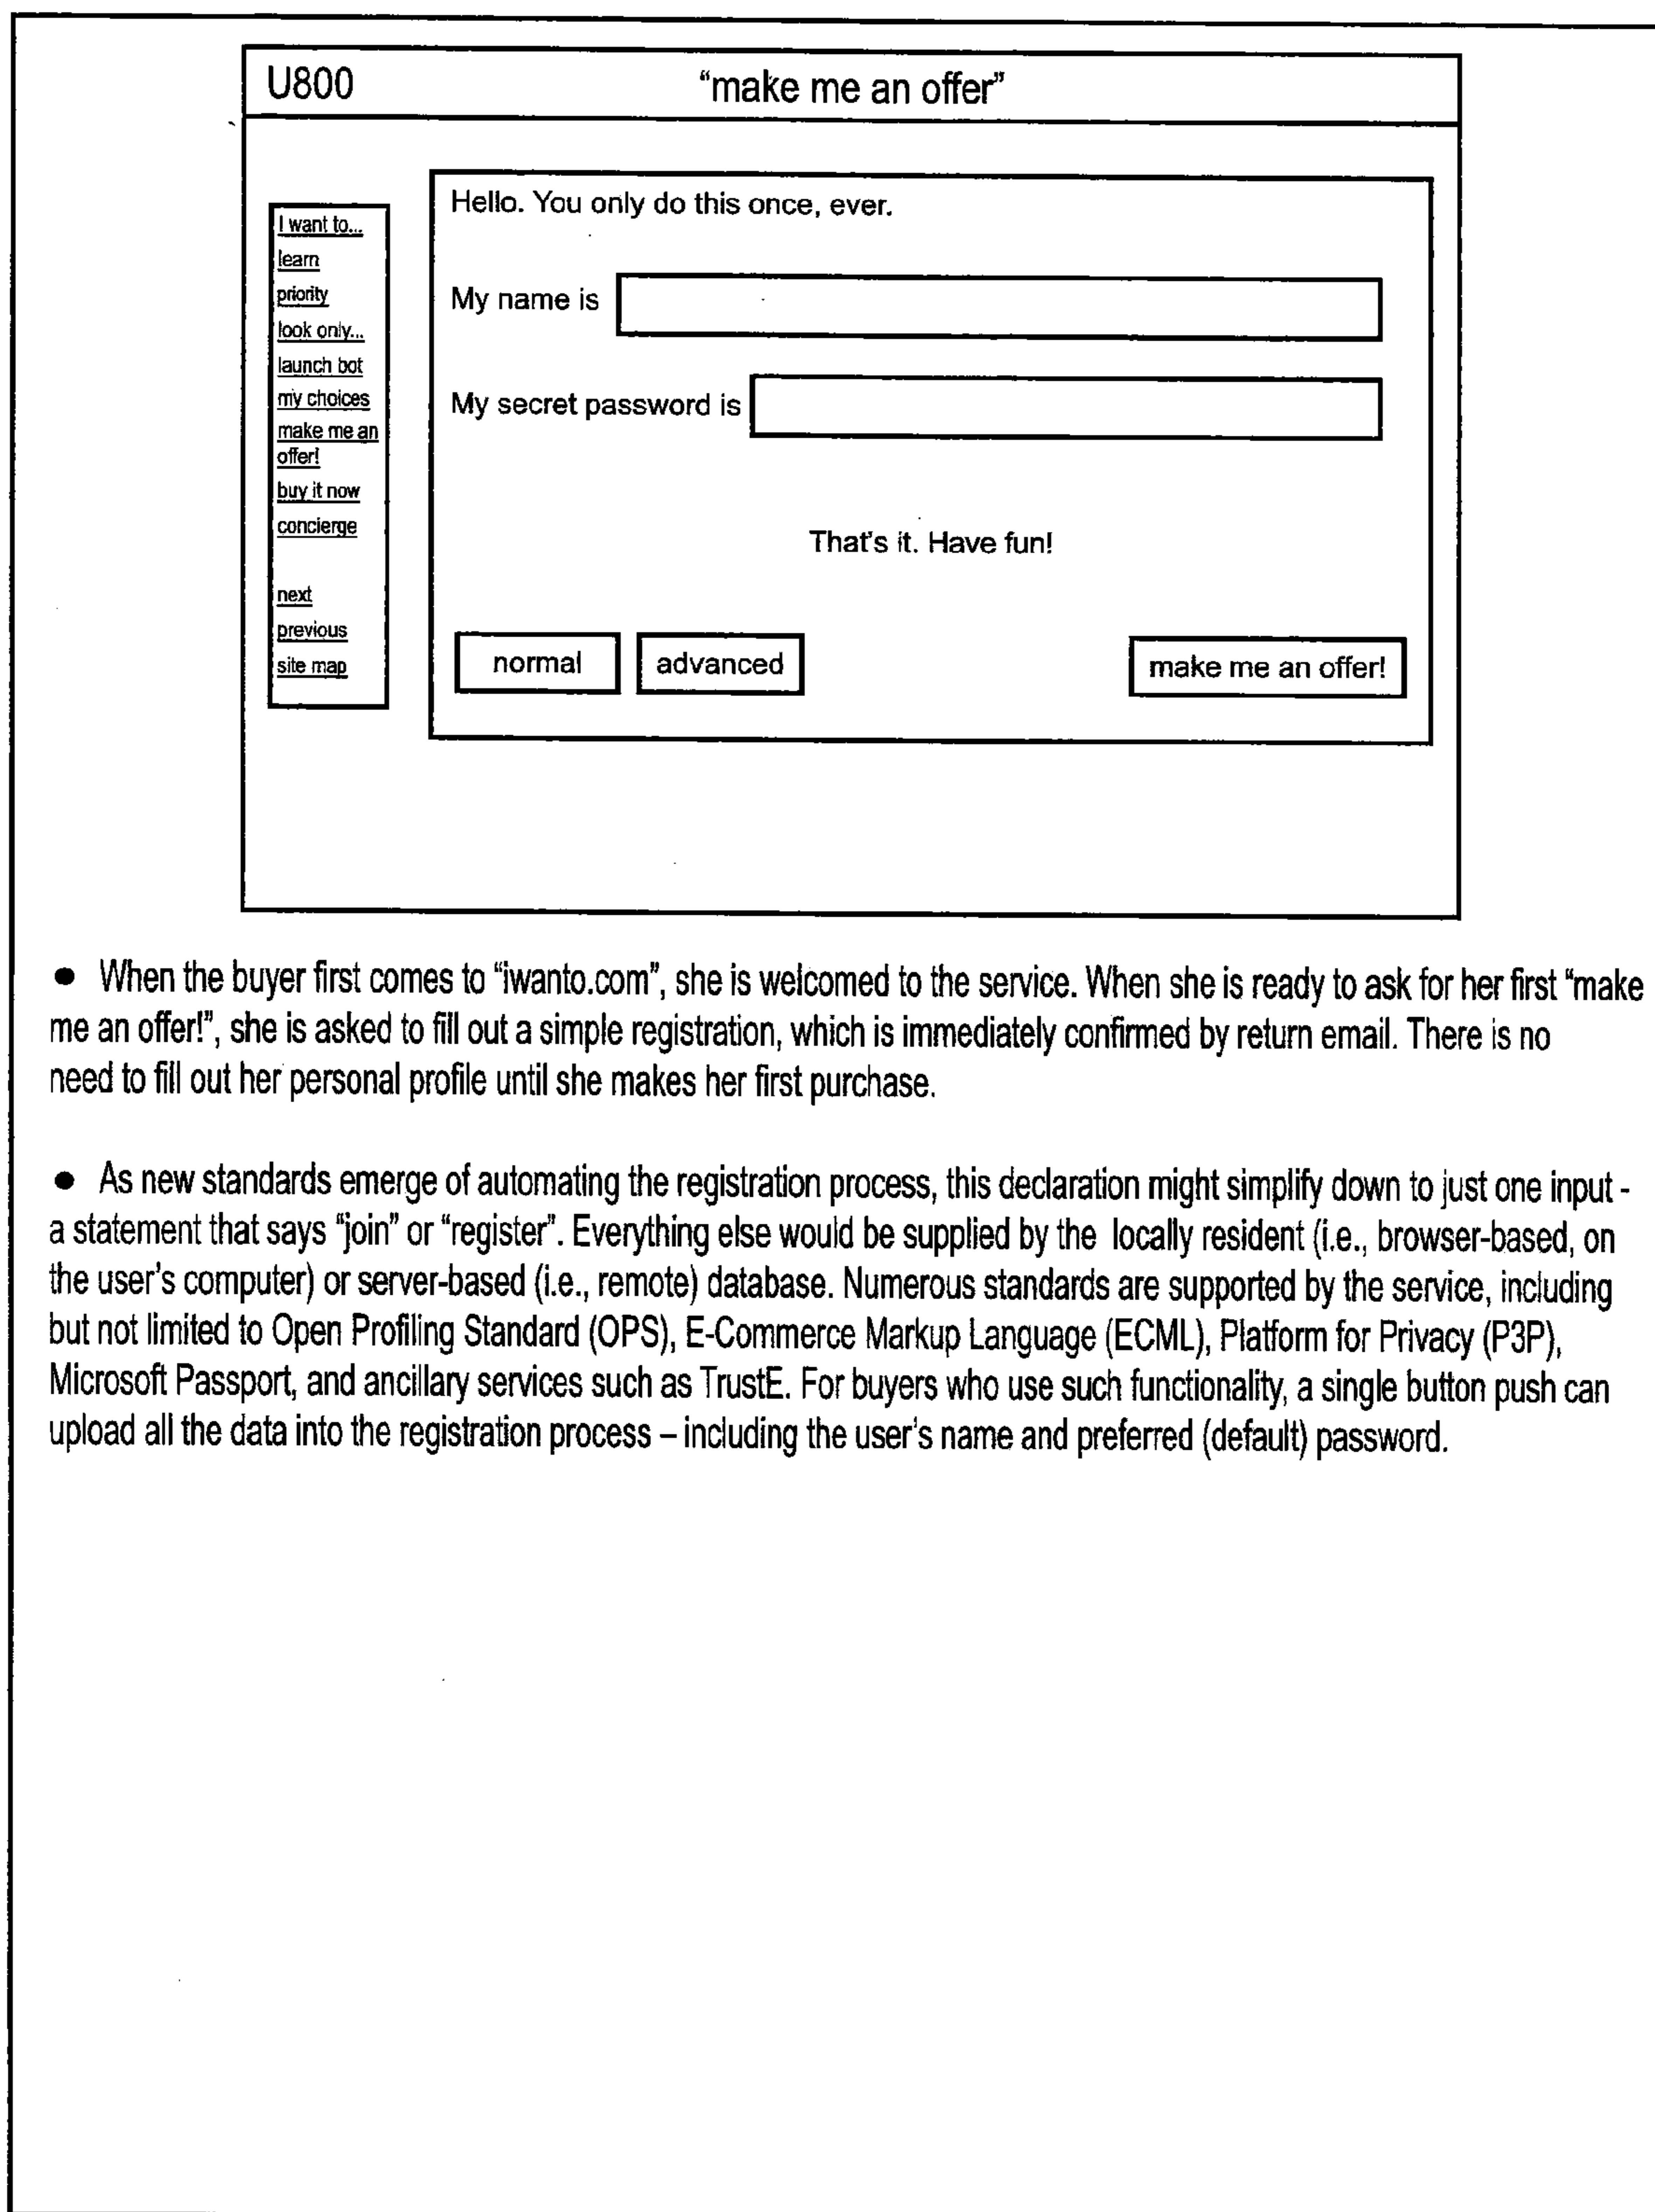 U800 "make me an offer"
I want to...
learn
priority
look only...
launch bot
my choices
make me an
offer!
buy it now
concierge
next
previous
site map
Hello. You only do this once, ever.
My name is
My secret password is
That's it. Have fun!
normal advanced make me an offer!
● When the buyer first comes to “iwanto.com”, she is welcomed to the service. When she is ready to ask for her first “make
me an offer!”, she is asked to fill out a simple registration, which is immediately confirmed by return email. There is no
need to fill out her personal profile until she makes her first purchase.
● As new standards emerge of automating the registration process, this declaration might simplify down to just one input -
a statement that says “join” or “register”. Everything else would be supplied by the locally resident (i.e., browser-based, on
the user's computer) or server-based (i.e., remote) database. Numerous standards are supported by the service, including
but not limited to Open Profiling Standard (OPS), E-Commerce Markup Language (ECML), Platform for Privacy (P3P),
Microsoft Passport, and ancillary services such as TrustE. For buyers who use such functionality, a single button push can
upload all the data into the registration process – including the user's name and preferred (default) password.